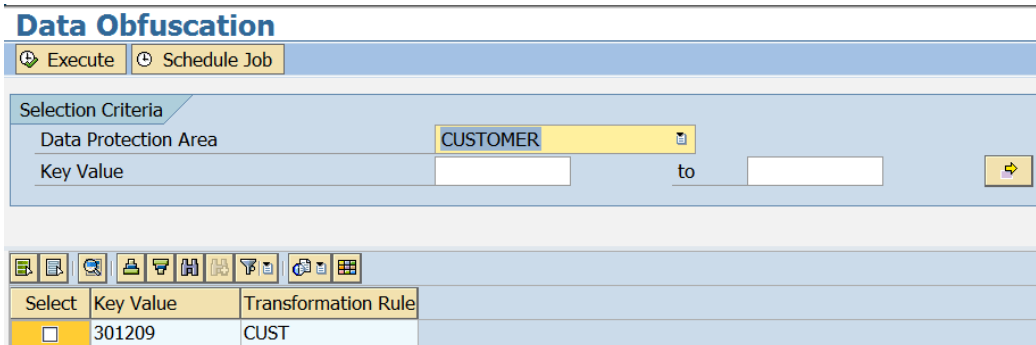 Data Obfuscation
Execute Schedule Job
Selection Criteria
Data Protection Area CUSTOMER
Key Value to
Select Key Value Transformation Rule
301209 CUST